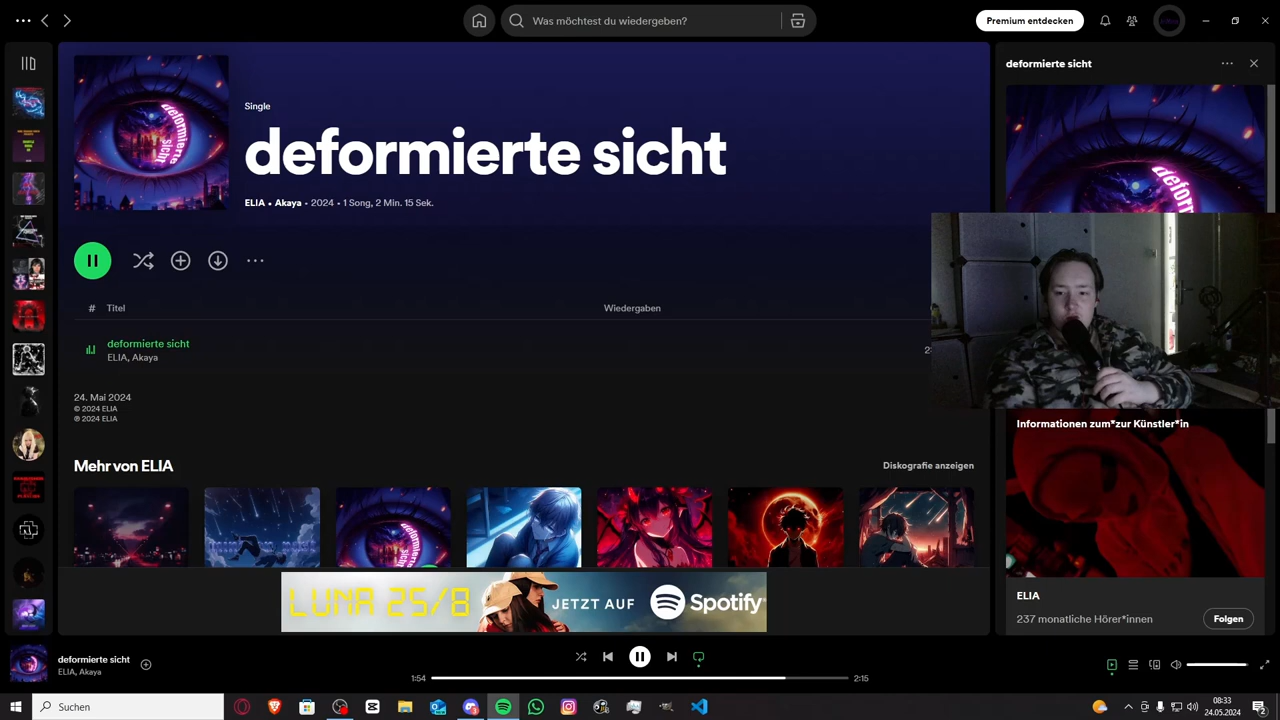 Was möchtest du wiedergeben?
Premium entdecken
Single
deformierte sicht
ELIA • Akaya • 2024 • 1 Song, 2 Min. 15 Sek.
deformierte
sicht
# Titel Wiedergaben
deformierte sicht
ELIA, Akaya
24. Mai 2024
© 2024 ELIA
℗ 2024 ELIA
Mehr von ELIA
Diskografie anzeigen
LUNA 25/8
JETZT AUF Spotify
deformierte sicht
Informationen zum*zur Künstler*in
ELIA
237 monatliche Hörer*innen
Folgen
deformierte sicht
ELIA, Akaya
1:54
2:15
Suchen
08:33
24.05.2024